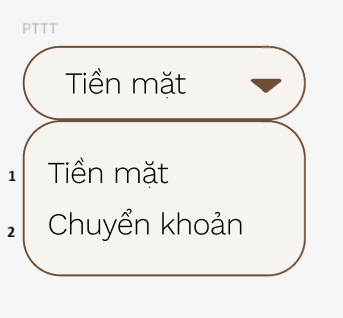 PTTT
Tiền mặt
1 Tiền mặt
2 Chuyển khoản